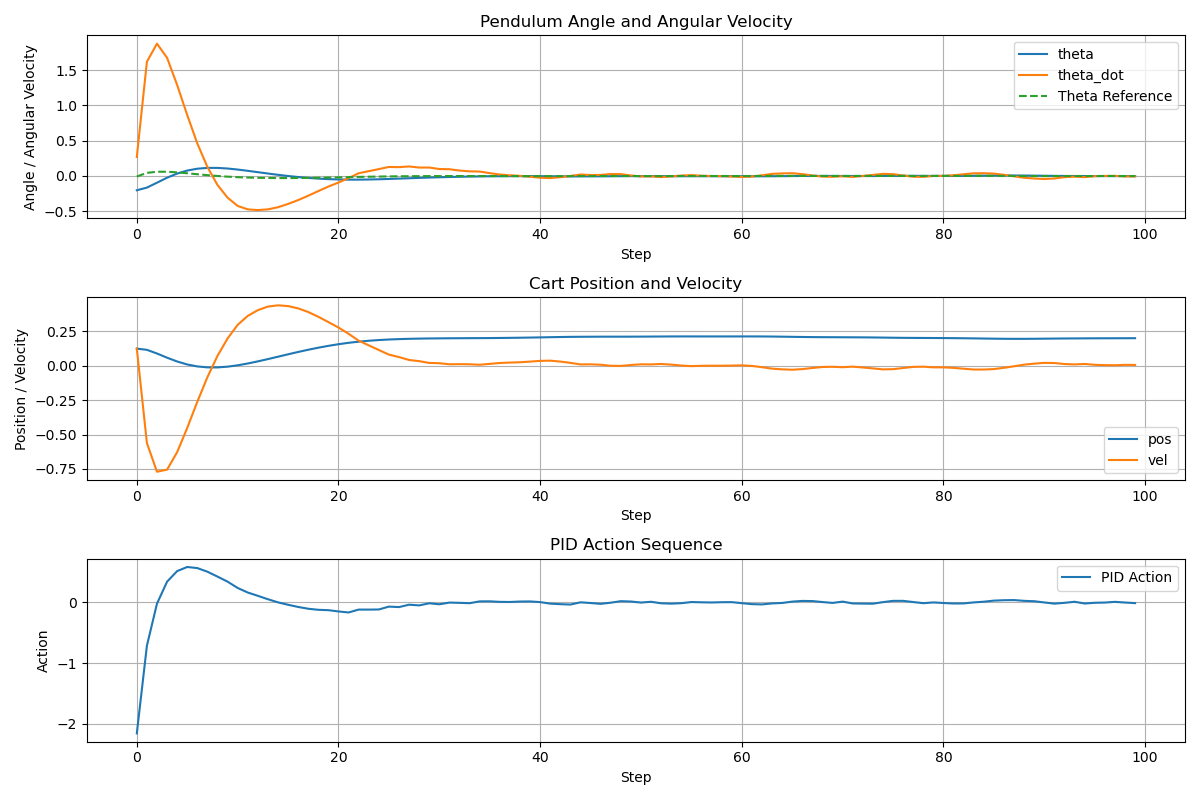 Pendulum Angle and Angular Velocity
Angle / Angular Velocity
1.5
1.0
0.5
0.0
−0.5
theta
theta_dot
Theta Reference
0 20 40 60 80 100
Step
Cart Position and Velocity
Position / Velocity
0.25
0.00
−0.25
−0.50
−0.75
pos
vel
0 20 40 60 80 100
Step
PID Action Sequence
Action
0
−1
−2
PID Action
0 20 40 60 80 100
Step